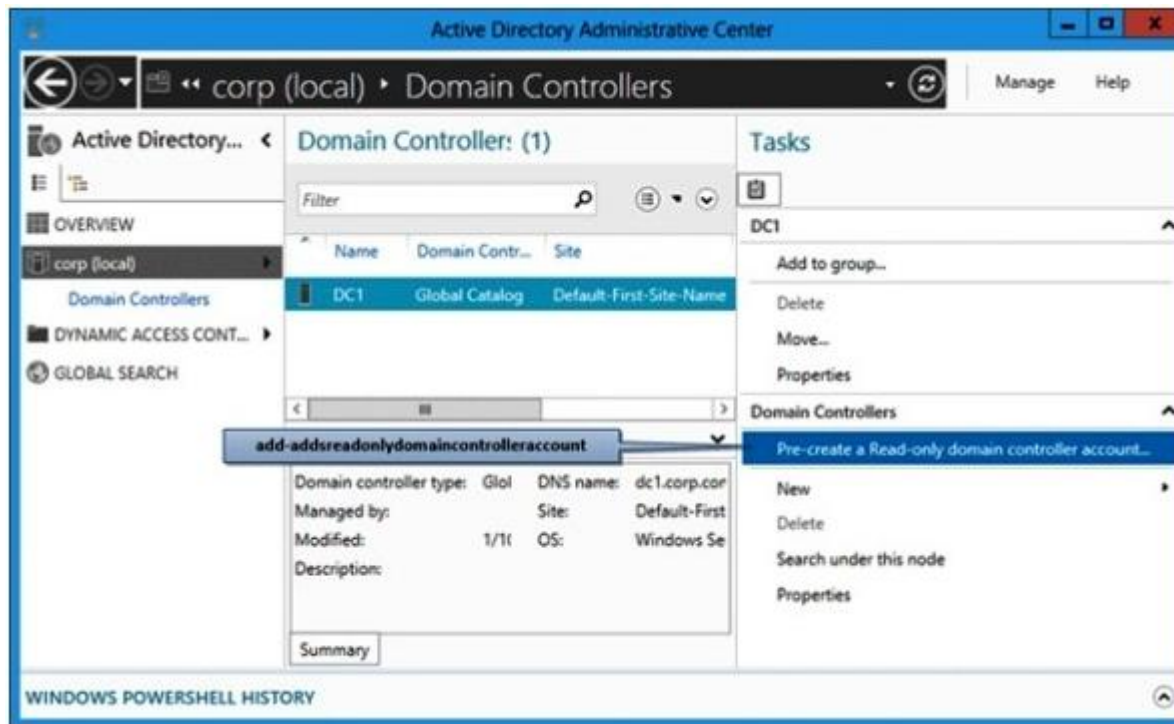 Active Directory Administrative Center
corp (local) Domain Controllers
Manage Help
Active Directory...
OVERVIEW
corp (local)
Domain Controllers
DYNAMIC ACCESS CONT...
GLOBAL SEARCH
Domain Controllers (1)
Filter
Name Domain Contr... Site
DC1 Global Catalog Default-First-Site-Name
add-addsreadonlydomaincontrolleraccount
Domain controller type: Glol DNS name: dc1.corp.cor
Managed by: Site: Default-First
Modified: 1/1( OS: Windows Se
Description:
Summary
Tasks
DC1
Add to group...
Delete
Move...
Properties
Domain Controllers
Pre-create a Read-only domain controller account...
New
Delete
Search under this node
Properties
WINDOWS POWERSHELL HISTORY